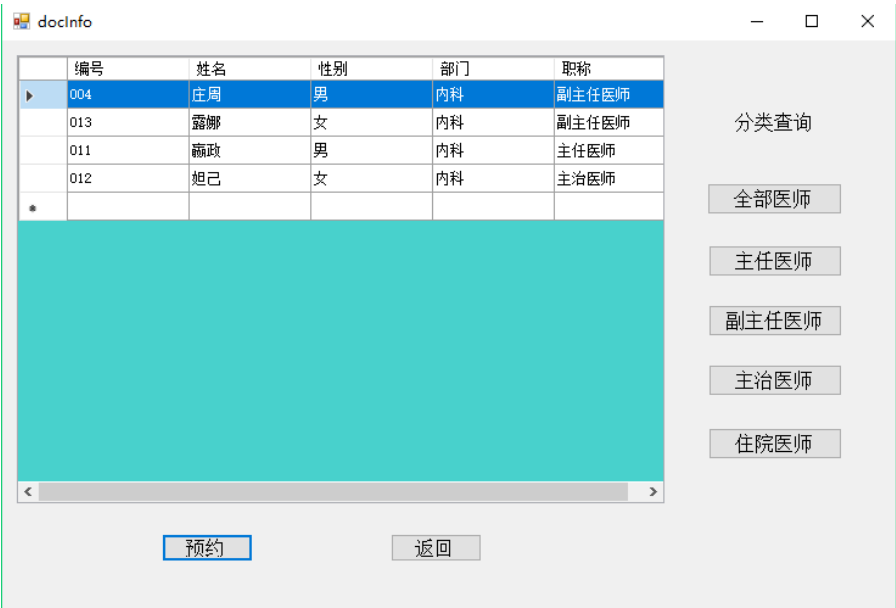 docInfo
编号 姓名 性别 部门 职称
004 庄周 男 内科 副主任医师
013 露娜 女 内科 副主任医师
011 嬴政 男 内科 主任医师
012 妲己 女 内科 主治医师
分类查询
全部医师
主任医师
副主任医师
主治医师
住院医师
预约 返回